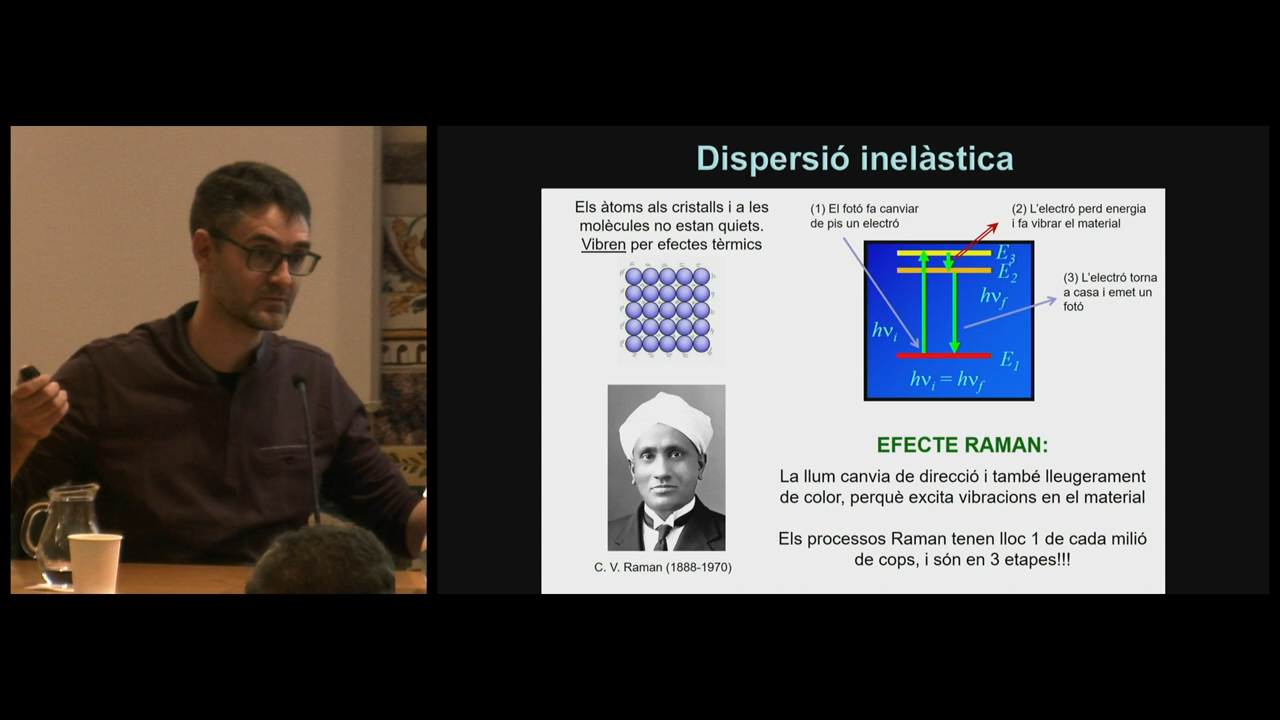 Dispersió inelàstica
Els àtoms als cristalls i a les
molècules no estan quiets.
Vibren per efectes tèrmics
C. V. Raman (1888-1970)
(1) El fotó fa canviar
de pis un electró
(2) L'electró perd energia
i fa vibrar el material
(3) L'electró torna
a casa i emet un
fotó
E₃
E₂
hν_f
hν_i
E₁
hν_i = hν_f
EFECTE RAMAN:
La llum canvia de direcció i també lleugerament
de color, perquè excita vibracions en el material
Els processos Raman tenen lloc 1 de cada milió
de cops, i són en 3 etapes!!!